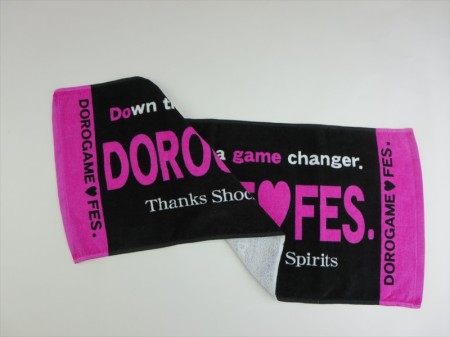 DOROGAME♥FES.
Down t
a game changer.
DORO
♥FES.
Thanks Shoc
Spirits
DOROGAME♥FES.